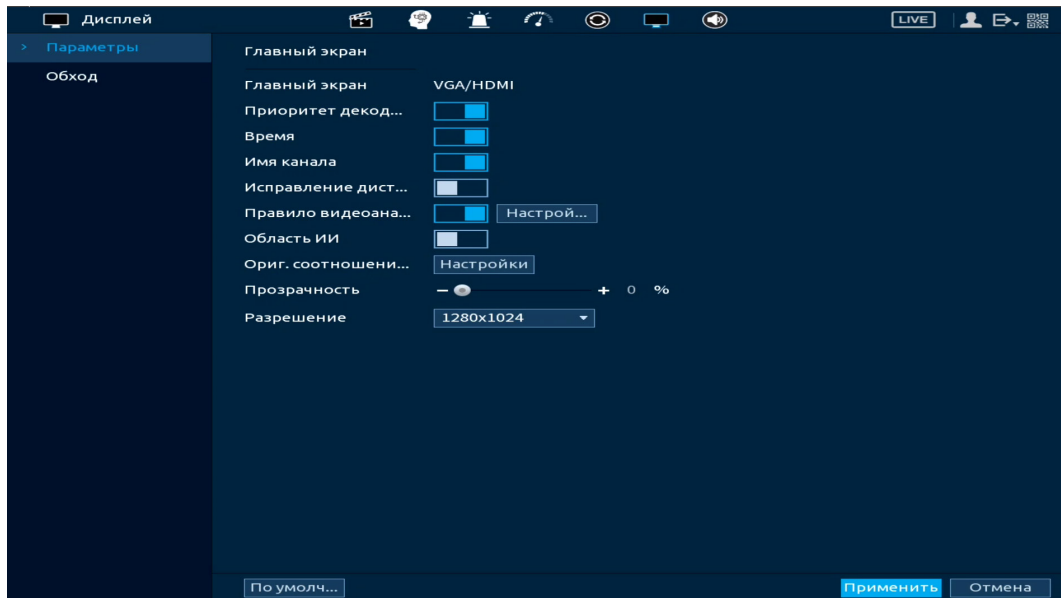 Дисплей
LIVE
Параметры
Обход
Главный экран
Главный экран VGA/HDMI
Приоритет декод...
Время
Имя канала
Исправление дист...
Правило видеоана... Настрой...
Область ИИ
Ориг. соотношени... Настройки
Прозрачность − + 0 %
Разрешение 1280x1024
По умолч... Применить Отмена